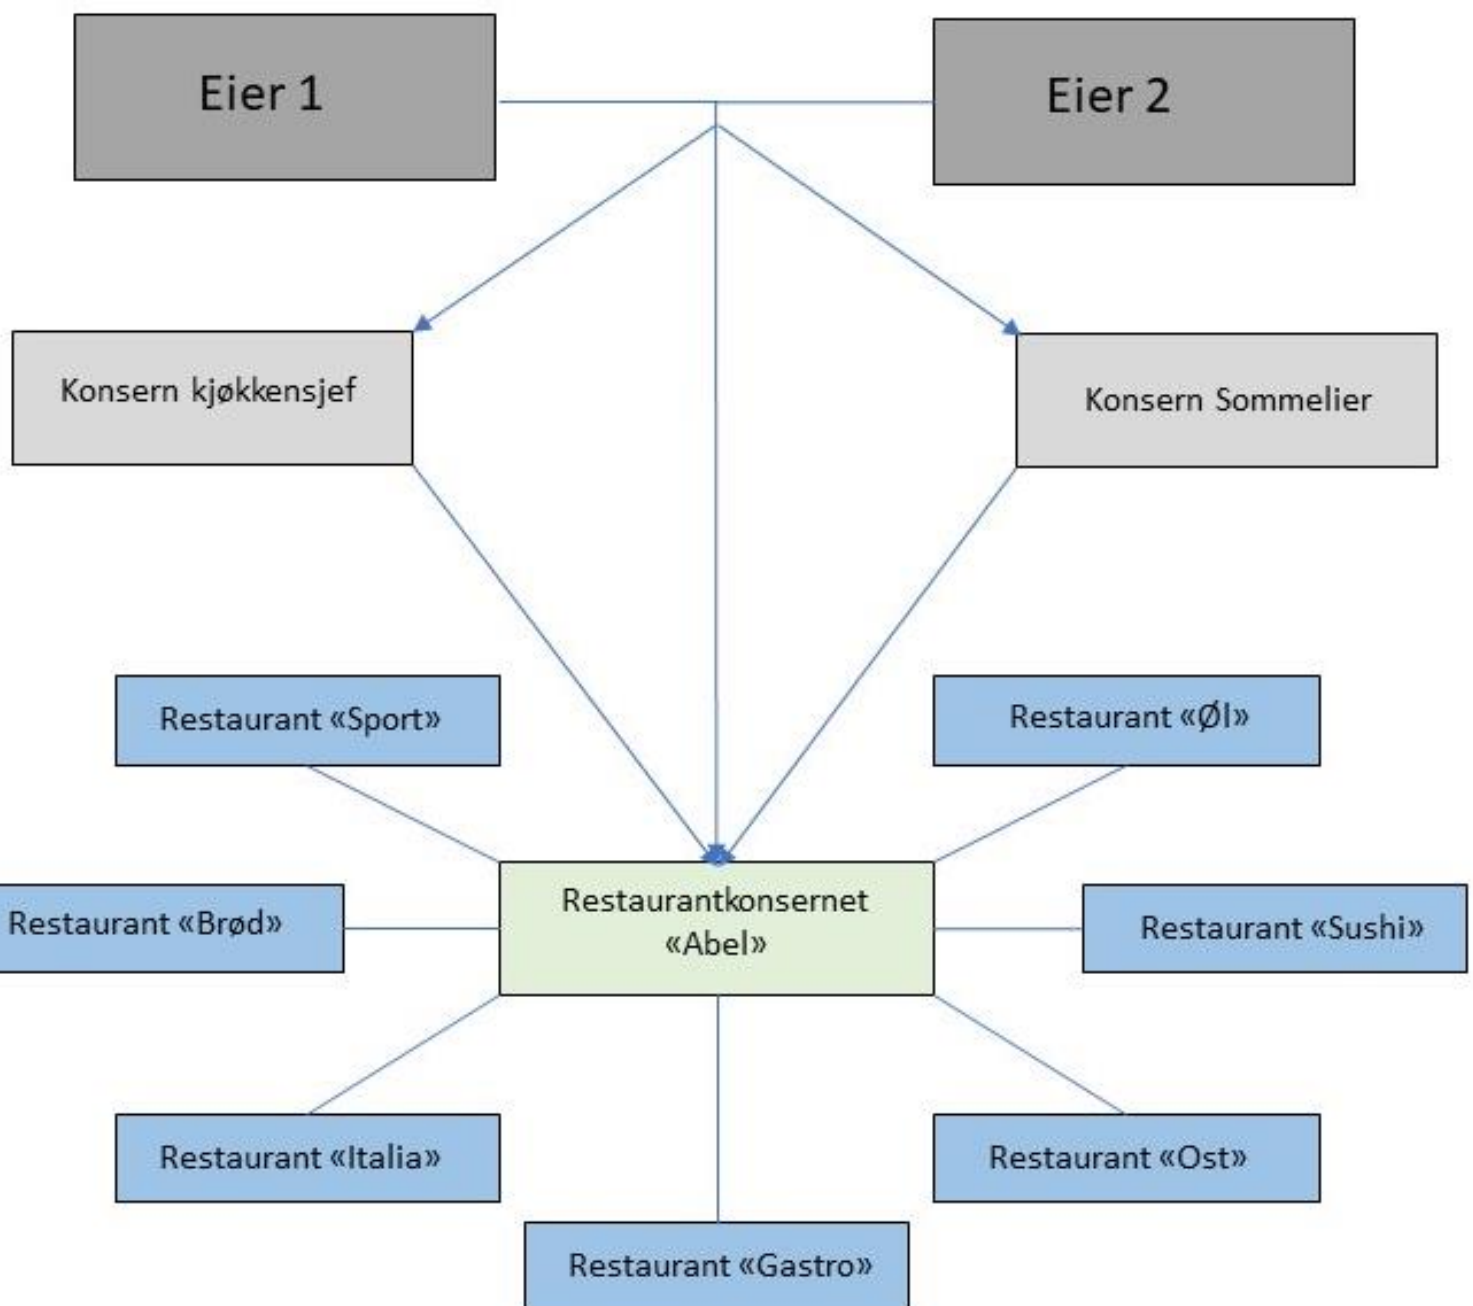 Eier 1
Eier 2
Konsern kjøkkensjef
Konsern Sommelier
Restaurant «Sport»
Restaurant «Øl»
Restaurant «Brød»
Restaurantkonsernet
«Abel»
Restaurant «Sushi»
Restaurant «Italia»
Restaurant «Ost»
Restaurant «Gastro»